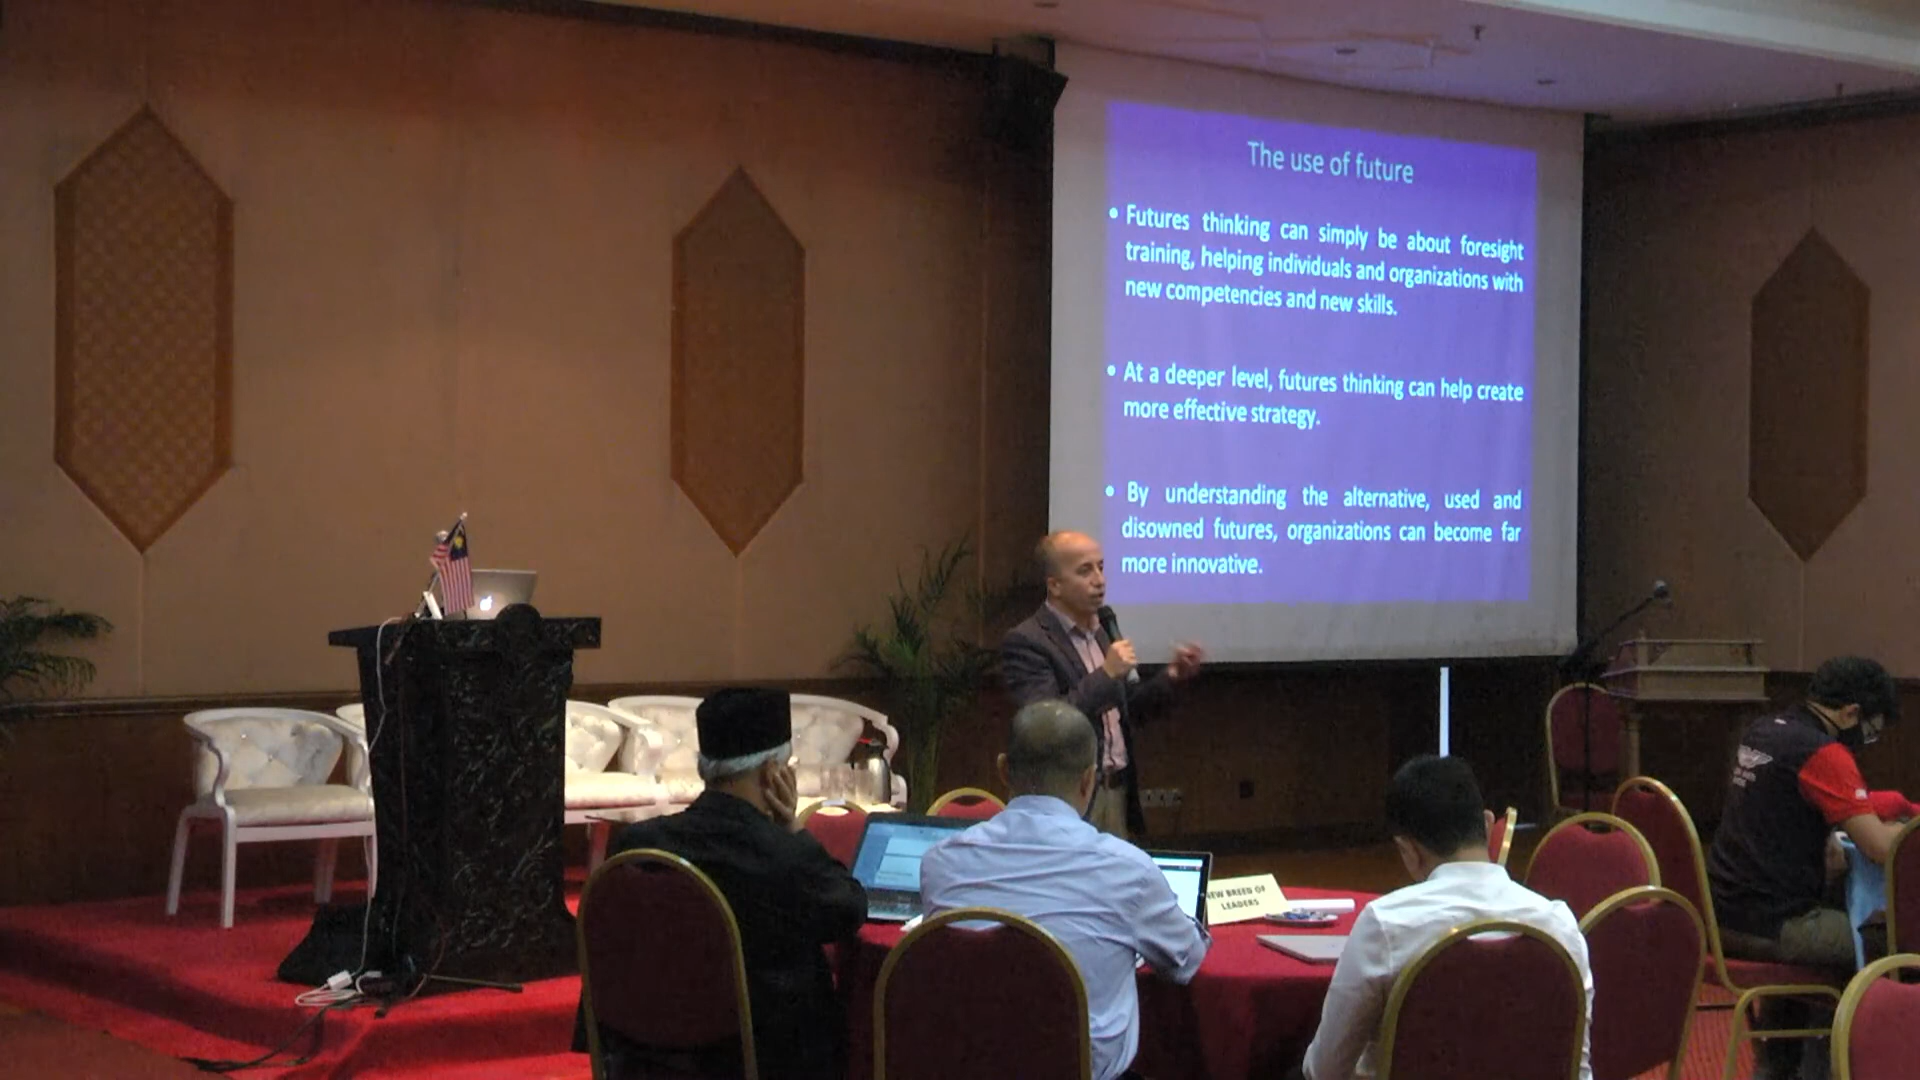 The use of future
• Futures thinking can simply be about foresight
training, helping individuals and organizations with
new competencies and new skills.
• At a deeper level, futures thinking can help create
more effective strategy.
• By understanding the alternative, used and
disowned futures, organizations can become far
more innovative.
BREED OF
LEADERS